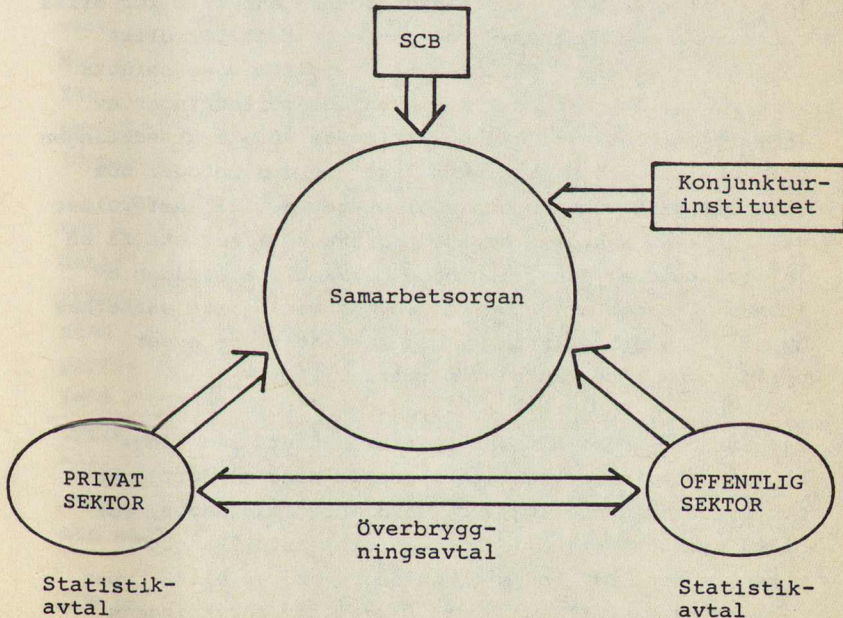 SCB
Konjunktur-
institutet
Samarbetsorgan
PRIVAT
SEKTOR
OFFENTLIG
SEKTOR
Överbrygg-
ningsavtal
Statistik-
avtal
Statistik-
avtal